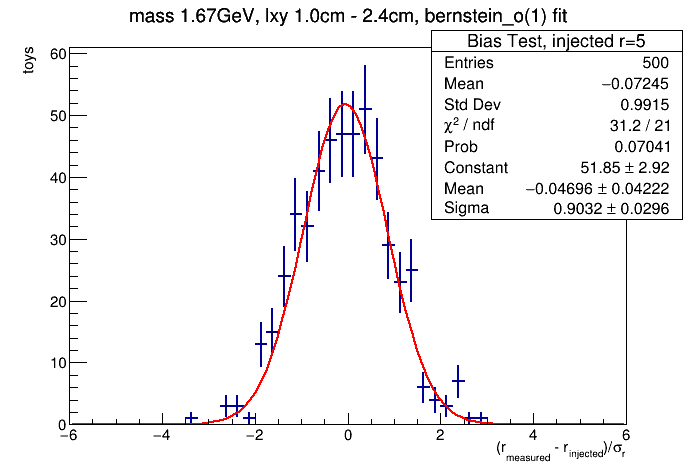 mass 1.67GeV, lxy 1.0cm - 2.4cm, bernstein_o(1) fit
Bias Test, injected r=5
Entries 500
Mean −0.07245
Std Dev 0.9915
χ² / ndf 31.2 / 21
Prob 0.07041
Constant 51.85 ± 2.92
Mean −0.04696 ± 0.04222
Sigma 0.9032 ± 0.0296
toys
60
50
40
30
20
10
0
−6 −4 −2 0 2 4 6
(r_measured - r_injected)/σ_r